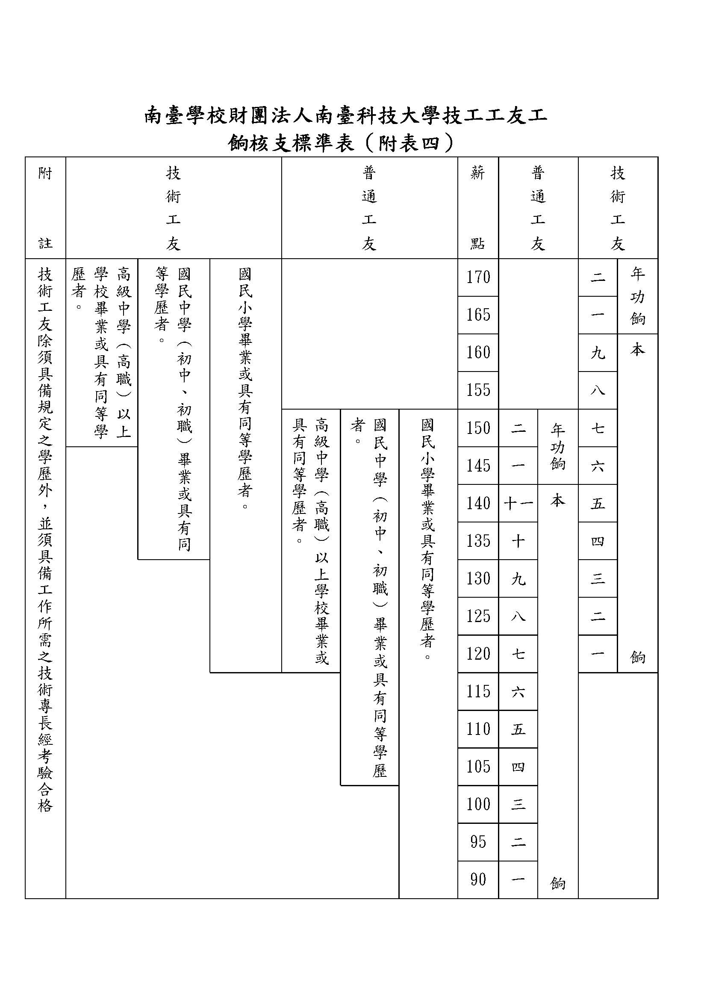 南臺學校財團法人南臺科技大學技工工友工
餉核支標準表（附表四）
技術工友
普通工友
薪點
普通工友
技術工友
附註
年功餉
本餉
二
一
九
八
七
六
五
四
三
二
一
年功餉
本餉
二
一
十一
十
九
八
七
六
五
四
三
二
一
170
165
160
155
150
145
140
135
130
125
120
115
110
105
100
95
90
國民小學畢業或具有同等學歷者。
國民中學（初中、初職）畢業或具有同等學歷
者。
高級中學（高職）以上學校畢業或
具有同等學歷者。
國民小學畢業或具有同等學歷者。
國民中學（初中、初職）畢業或具有同
等學歷者。
高級中學（高職）以上
學校畢業或具有同等學
歷者。
技術工友除須具備規定之學歷外，並須具備工作所需之技術專長經考驗合格